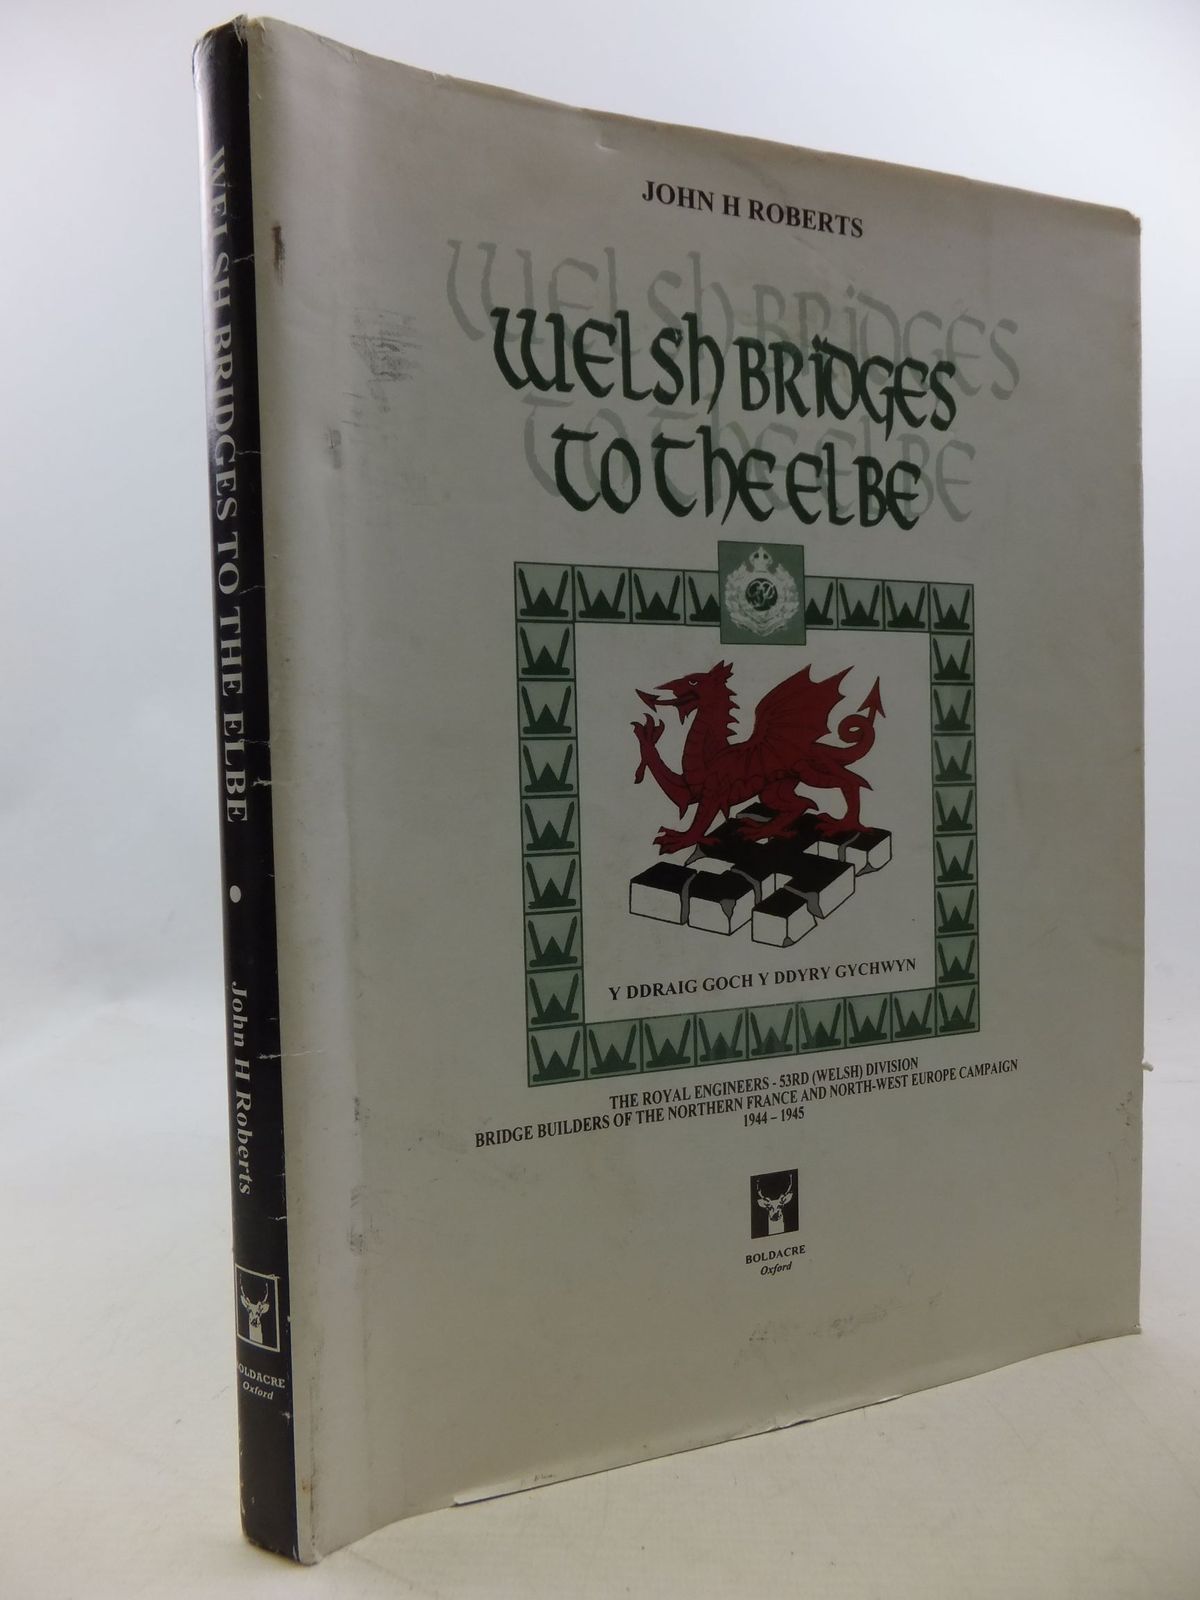 WELSH BRIDGES TO THE ELBE • John H Roberts
BOLDACRE
Oxford
JOHN H ROBERTS
WELSH BRIDGES
TO THE ELBE
Y DDRAIG GOCH Y DDYRY GYCHWYN
THE ROYAL ENGINEERS - 53RD (WELSH) DIVISION
BRIDGE BUILDERS OF THE NORTHERN FRANCE AND NORTH-WEST EUROPE CAMPAIGN
1944 – 1945
BOLDACRE
Oxford